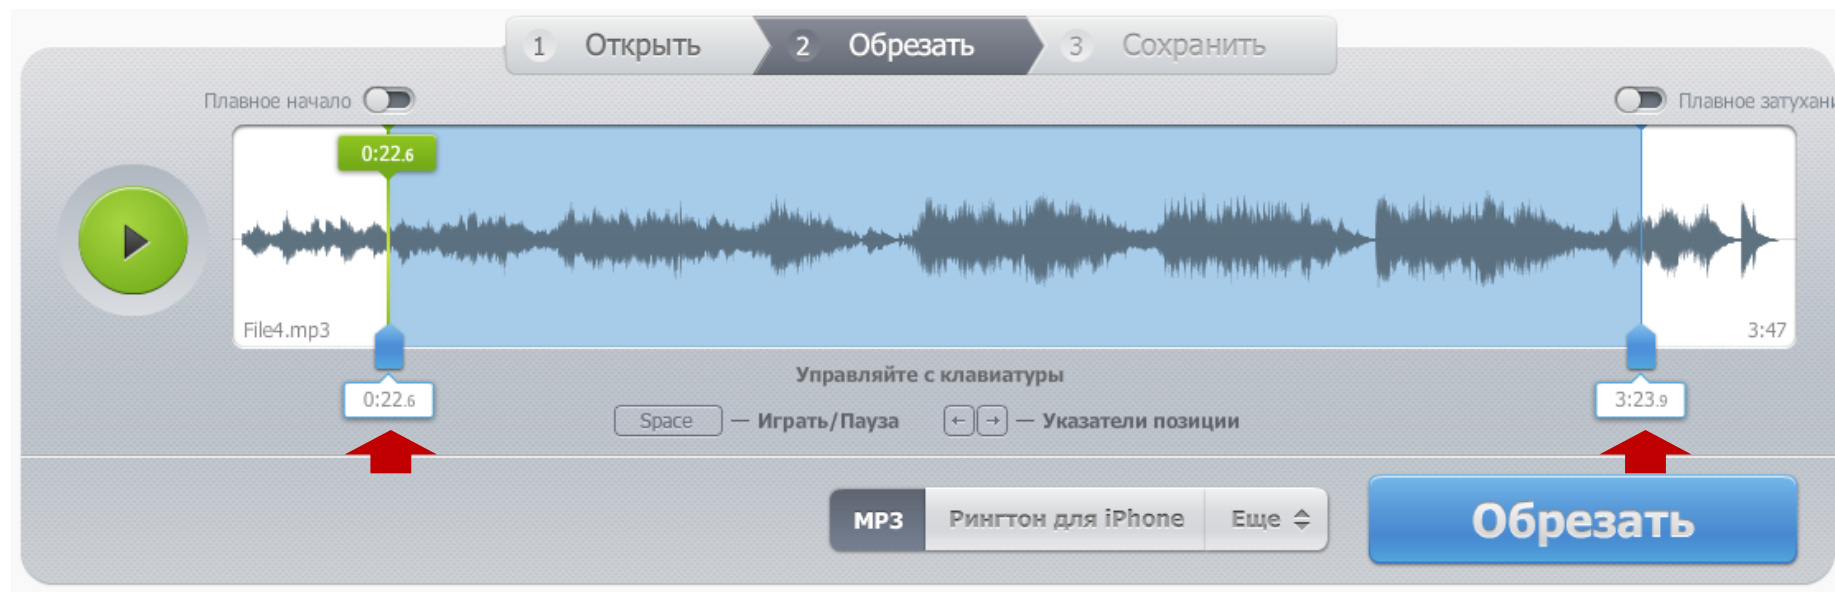 1 Открыть 2 Обрезать 3 Сохранить
Плавное начало
Плавное затухани
0:22.6
File4.mp3
3:47
0:22.6
3:23.9
Управляйте с клавиатуры
Space — Играть/Пауза ← → — Указатели позиции
MP3 Рингтон для iPhone Еще
Обрезать